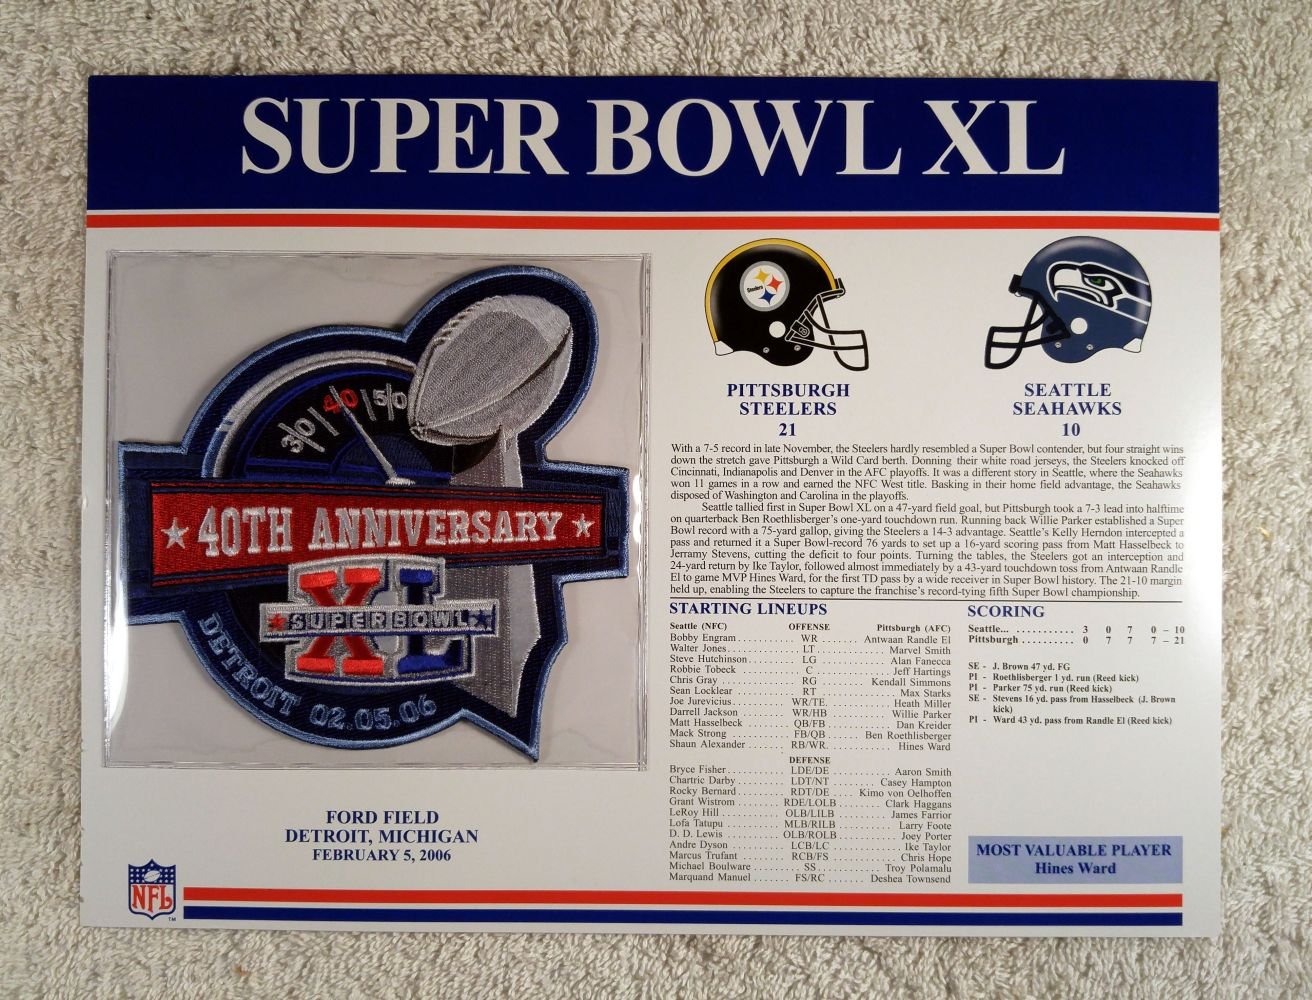 SUPER BOWL XL
30 40 50
★ 40TH ANNIVERSARY ★
XL
★ SUPER BOWL ★
DETROIT 02.05.06
FORD FIELD
DETROIT, MICHIGAN
FEBRUARY 5, 2006
NFL
TM
Steelers
PITTSBURGH
STEELERS
21
SEATTLE
SEAHAWKS
10
With a 7-5 record in late November, the Steelers hardly resembled a Super Bowl contender, but four straight wins
down the stretch gave Pittsburgh a Wild Card berth. Donning their white road jerseys, the Steelers knocked off
Cincinnati, Indianapolis and Denver in the AFC playoffs. It was a different story in Seattle, where the Seahawks
won 11 games in a row and earned the NFC West title. Basking in their home field advantage, the Seahawks
disposed of Washington and Carolina in the playoffs.
Seattle tallied first in Super Bowl XL on a 47-yard field goal, but Pittsburgh took a 7-3 lead into halftime
on quarterback Ben Roethlisberger's one-yard touchdown run. Running back Willie Parker established a Super
Bowl record with a 75-yard gallop, giving the Steelers a 14-3 advantage. Seattle's Kelly Herndon intercepted a
pass and returned it a Super Bowl-record 76 yards to set up a 16-yard scoring pass from Matt Hasselbeck to
Jerramy Stevens, cutting the deficit to four points. Turning the tables, the Steelers got an interception and
24-yard return by Ike Taylor, followed almost immediately by a 43-yard touchdown toss from Antwaan Randle
El to game MVP Hines Ward, for the first TD pass by a wide receiver in Super Bowl history. The 21-10 margin
held up, enabling the Steelers to capture the franchise's record-tying fifth Super Bowl championship.
STARTING LINEUPS
Seattle (NFC) OFFENSE Pittsburgh (AFC)
Bobby Engram WR Antwaan Randle El
Walter Jones LT Marvel Smith
Steve Hutchinson LG Alan Fanecca
Robbie Tobeck C Jeff Hartings
Chris Gray RG Kendall Simmons
Sean Locklear RT Max Starks
Joe Jurevicius WR/TE Heath Miller
Darrell Jackson WR/HB Willie Parker
Matt Hasselbeck QB/FB Dan Kreider
Mack Strong FB/QB Ben Roethlisberger
Shaun Alexander RB/WR Hines Ward
DEFENSE
Bryce Fisher LDE/DE Aaron Smith
Chartric Darby LDT/NT Casey Hampton
Rocky Bernard RDT/DE Kimo von Oelhoffen
Grant Wistrom RDE/LOLB Clark Haggans
LeRoy Hill OLB/LILB James Farrior
Lofa Tatupu MLB/RILB Larry Foote
D. D. Lewis OLB/ROLB Joey Porter
Andre Dyson LCB/LC Ike Taylor
Marcus Trufant RCB/FS Chris Hope
Michael Boulware SS Troy Polamalu
Marquand Manuel FS/RC Deshea Townsend
SCORING
Seattle... 3 0 7 0 – 10
Pittsburgh 0 7 7 7 – 21
SE - J. Brown 47 yd. FG
PI - Roethlisberger 1 yd. run (Reed kick)
PI - Parker 75 yd. run (Reed kick)
SE - Stevens 16 yd. pass from Hasselbeck (J. Brown
kick)
PI - Ward 43 yd. pass from Randle El (Reed kick)
MOST VALUABLE PLAYER
Hines Ward